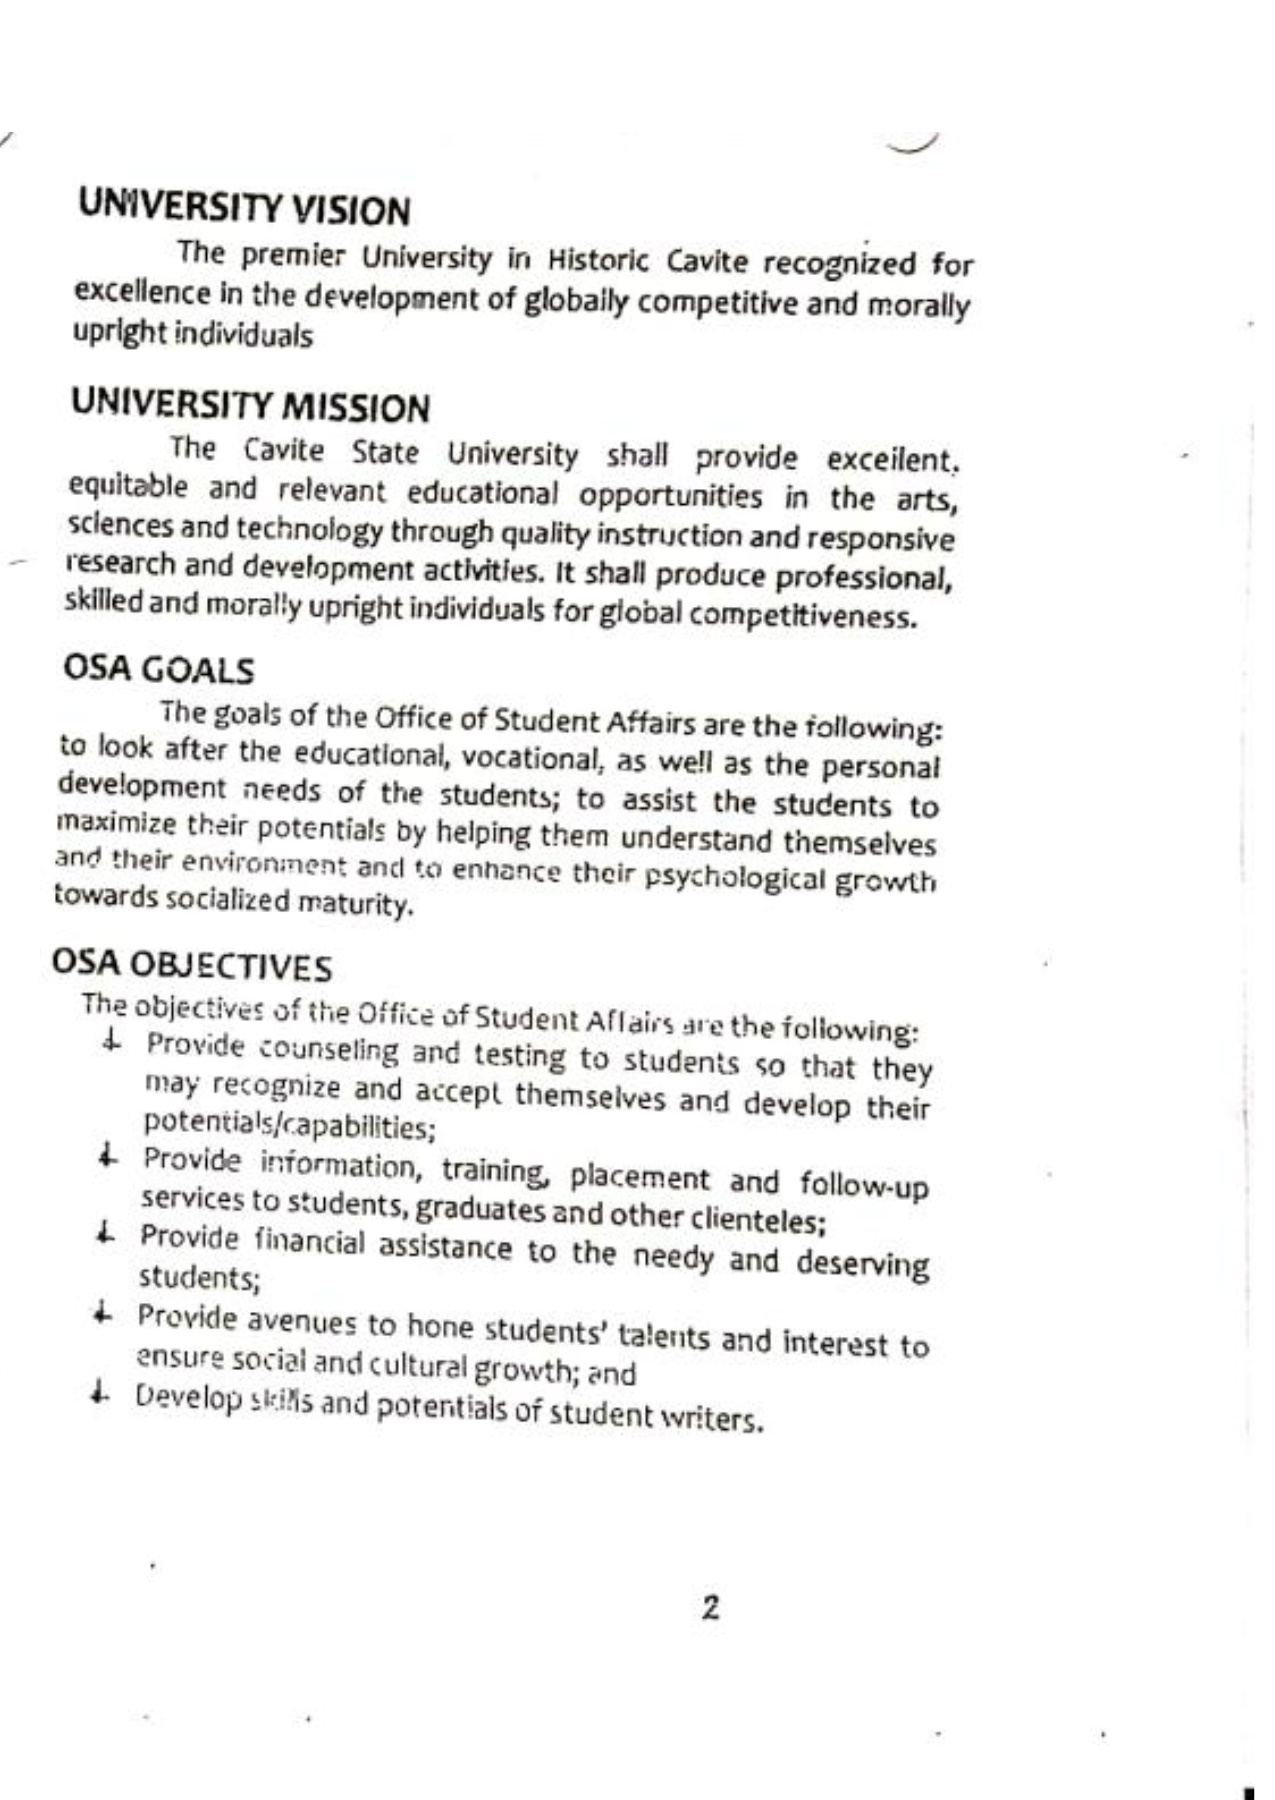 UNIVERSITY VISION
The premier University in Historic Cavite recognized for
excellence in the development of globally competitive and morally
upright individuals
UNIVERSITY MISSION
The Cavite State University shall provide excellent,
equitable and relevant educational opportunities in the arts,
sciences and technology through quality instruction and responsive
research and development activities. It shall produce professional,
skilled and morally upright individuals for global competitiveness.
OSA GOALS
The goals of the Office of Student Affairs are the following:
to look after the educational, vocational, as well as the personal
development needs of the students; to assist the students to
maximize their potentials by helping them understand themselves
and their environment and to enhance their psychological growth
towards socialized maturity.
OSA OBJECTIVES
The objectives of the Office of Student Affairs are the following:
Provide counseling and testing to students so that they
may recognize and accept themselves and develop their
potentials/capabilities;
Provide information, training, placement and follow-up
services to students, graduates and other clienteles;
Provide financial assistance to the needy and deserving
students;
Provide avenues to hone students' talents and interest to
ensure social and cultural growth; and
Develop skills and potentials of student writers.
2